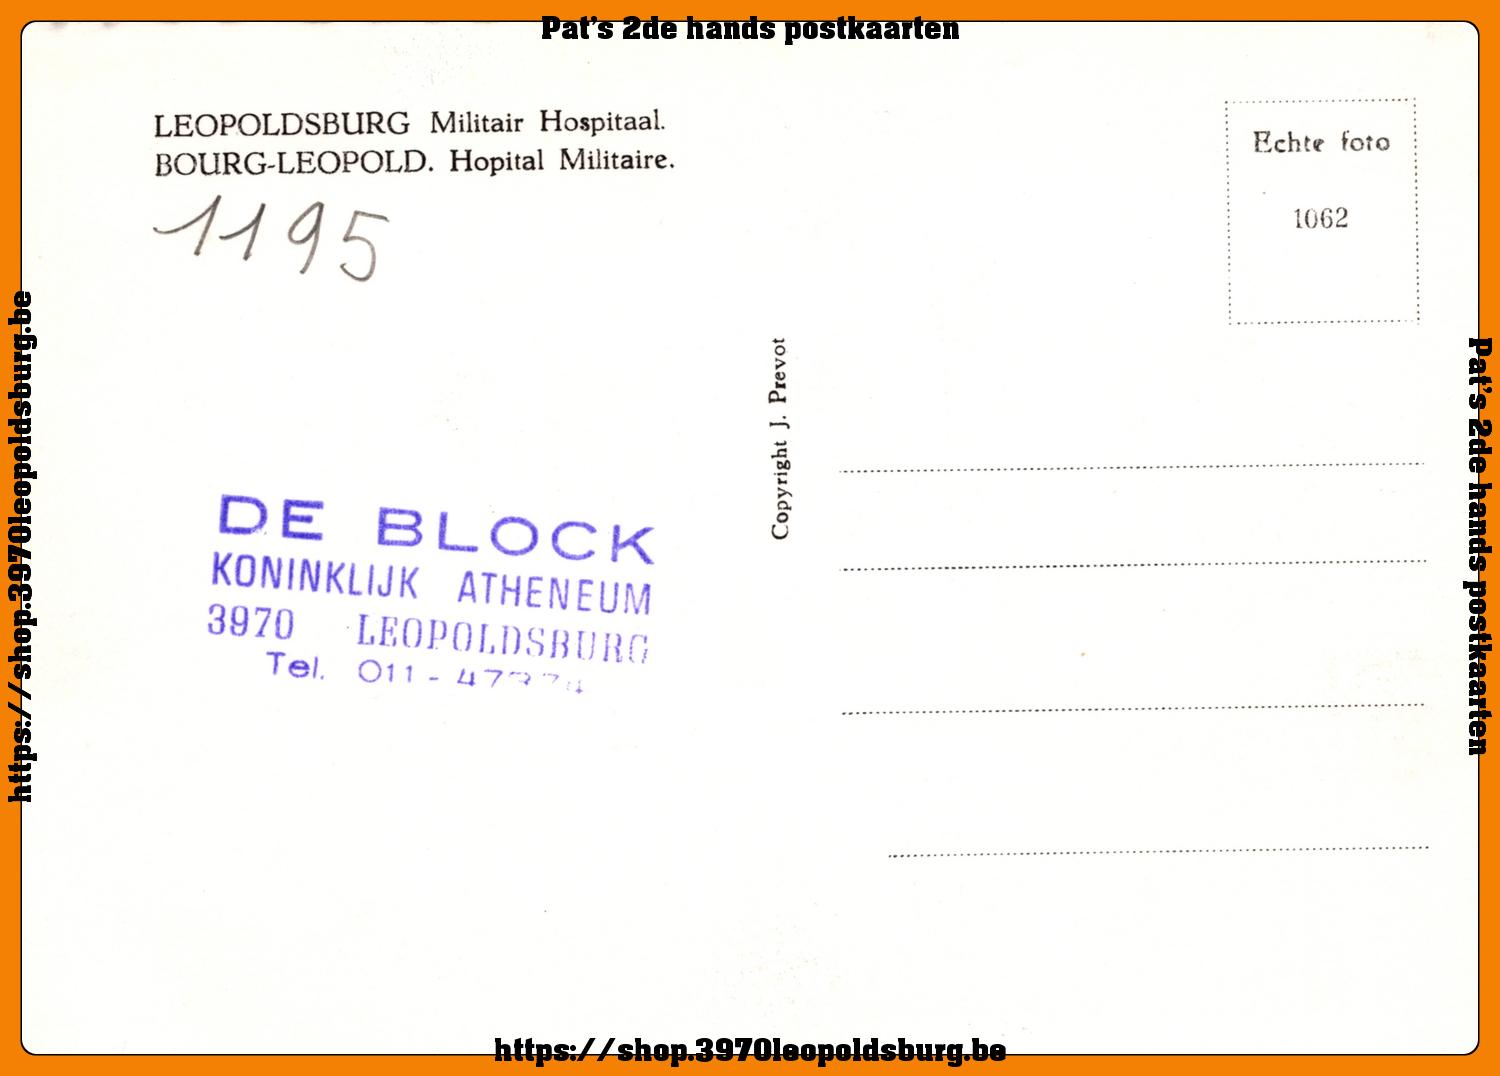 Pat's 2de hands postkaarten
LEOPOLDSBURG Militair Hospitaal.
BOURG-LEOPOLD. Hopital Militaire.
1195
Echte foto
1062
Copyright J. Prevot
DE BLOCK
KONINKLIJK ATHENEUM
3970 LEOPOLDSBURG
Tel. 011 -
https://shop.3970leopoldsburg.be
Pat's 2de hands postkaarten
https://shop.3970leopoldsburg.be